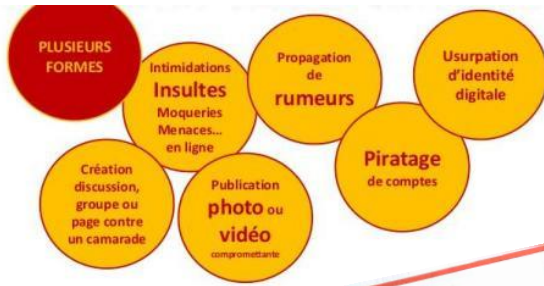 PLUSIEURS
FORMES
Intimidations
Insultes
Moqueries
Menaces...
en ligne
Propagation
de
rumeurs
Usurpation
d'identité
digitale
Création
discussion,
groupe ou
page contre
un camarade
Publication
photo ou
vidéo
compromettante
Piratage
de comptes